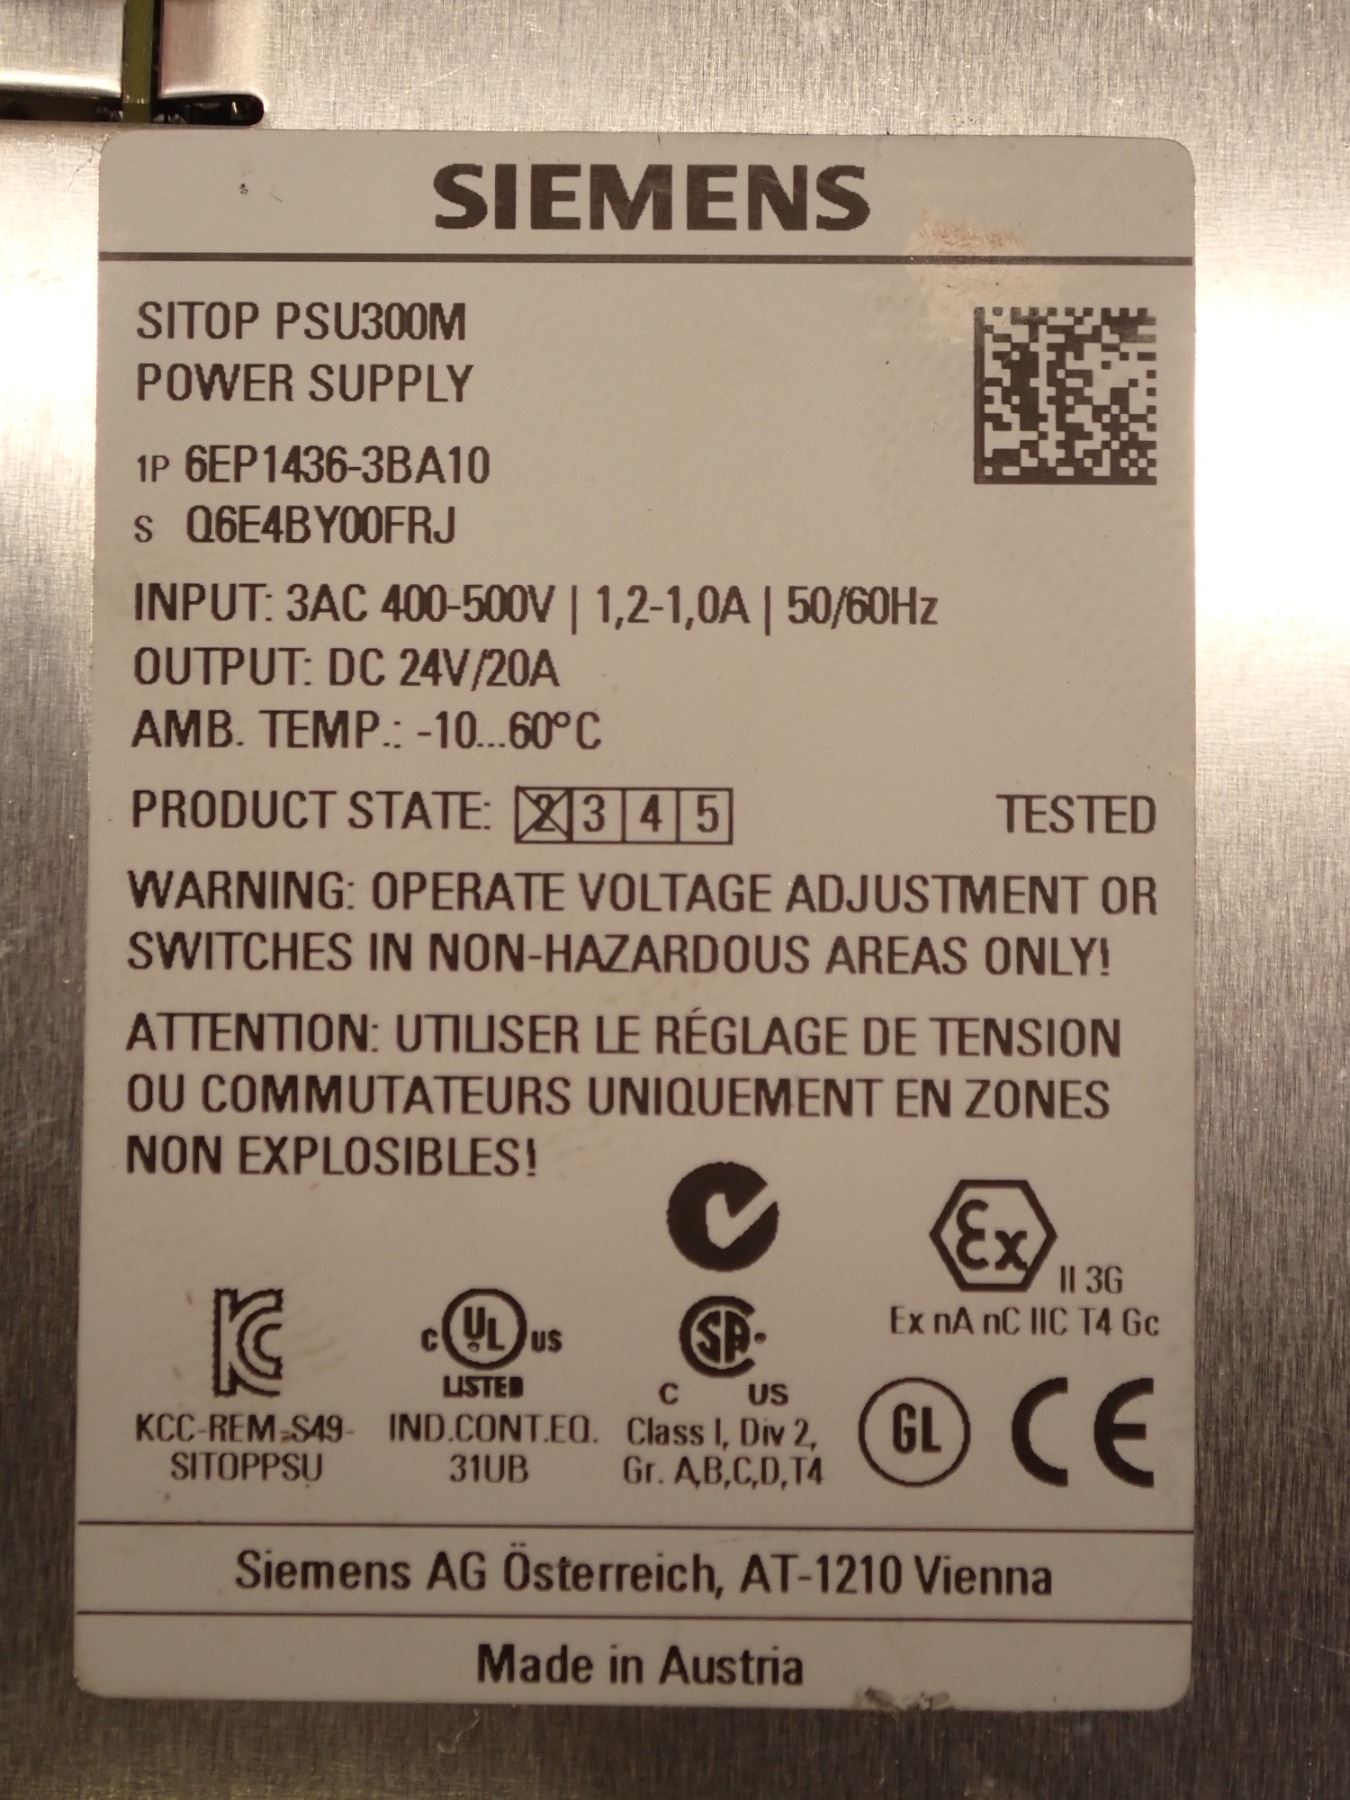 SIEMENS
SITOP PSU300M
POWER SUPPLY
1P 6EP1436-3BA10
S Q6E4BY00FRJ
INPUT: 3AC 400-500V | 1,2-1,0A | 50/60Hz
OUTPUT: DC 24V/20A
AMB. TEMP.: -10...60°C
PRODUCT STATE: 2 3 4 5 TESTED
WARNING: OPERATE VOLTAGE ADJUSTMENT OR
SWITCHES IN NON-HAZARDOUS AREAS ONLY!
ATTENTION: UTILISER LE RÉGLAGE DE TENSION
OU COMMUTATEURS UNIQUEMENT EN ZONES
NON EXPLOSIBLES!
Ex II 3G
Ex nA nC IIC T4 Gc
KC
KCC-REM-S49-
SITOPPSU
C UL US
LISTED
IND.CONT.EQ.
31UB
SA
C US
Class I, Div 2,
Gr. A,B,C,D,T4
GL CE
Siemens AG Österreich, AT-1210 Vienna
Made in Austria